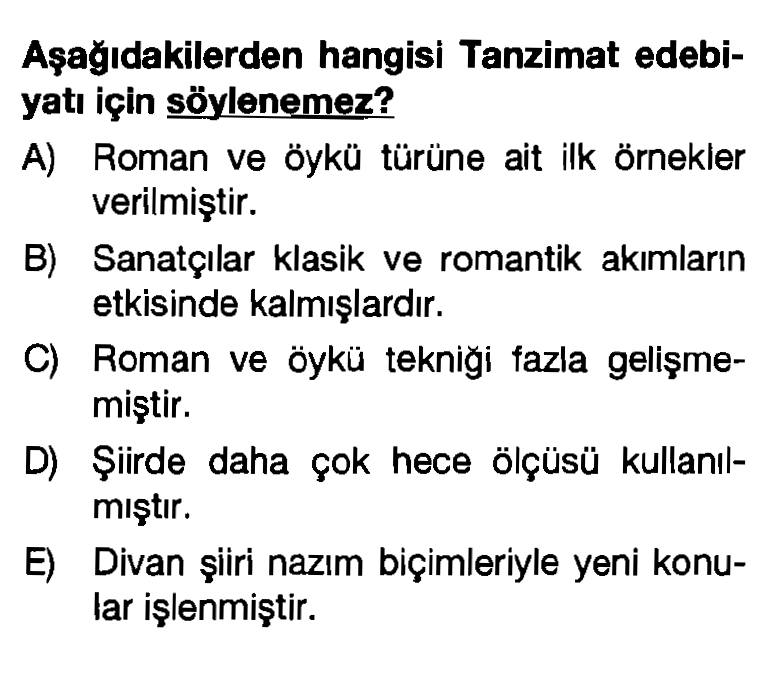 Aşağıdakilerden hangisi Tanzimat edebi-
yatı için söylenemez?
A) Roman ve öykü türüne ait ilk örnekler
verilmiştir.
B) Sanatçılar klasik ve romantik akımların
etkisinde kalmışlardır.
C) Roman ve öykü tekniği fazla gelişme-
miştir.
D) Şiirde daha çok hece ölçüsü kullanıl-
mıştır.
E) Divan şiiri nazım biçimleriyle yeni konu-
lar işlenmiştir.